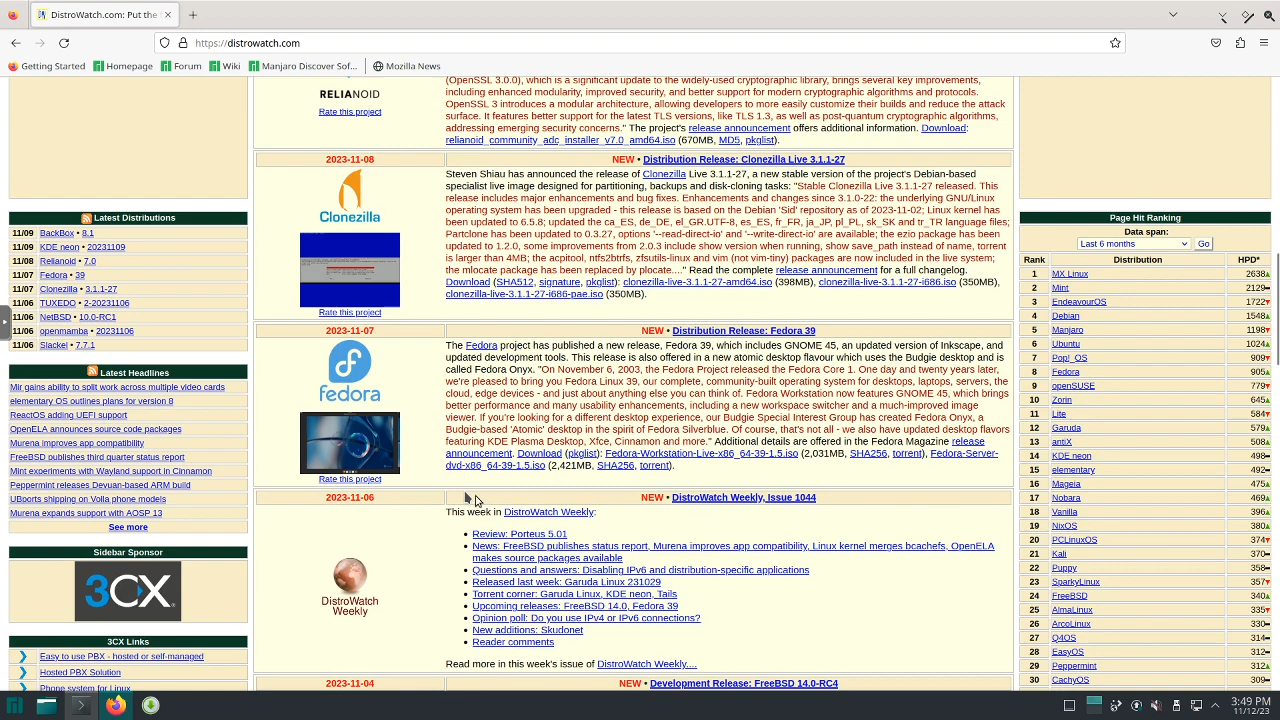 DistroWatch.com: Put the
https://distrowatch.com
Getting Started
Homepage
Forum
Wiki
Manjaro Discover Sof...
Mozilla News
11/09 BackBox • 8.1
11/09 KDE neon • 20231109
11/08 Relianoid • 7.0
11/07 Fedora • 39
11/07 Clonezilla • 3.1.1-27
11/06 TUXEDO • 2-20231106
11/06 NetBSD • 10.0-RC1
11/06 openmamba • 20231106
11/06 Slackel • 7.7.1
Latest Distributions
Latest Headlines
Mir gains ability to split work across multiple video cards
elementary OS outlines plans for version 8
ReactOS adding UEFI support
OpenELA announces source code packages
Murena improves app compatibility
FreeBSD publishes third quarter status report
Mint experiments with Wayland support in Cinnamon
Peppermint releases Devuan-based ARM build
UBports shipping on Volla phone models
Murena expands support with AOSP 13
See more
Sidebar Sponsor
3CX
3CX Links
Easy to use PBX - hosted or self-managed
Hosted PBX Solution
Phone system for Linux
RELIANOID
Rate this project
(OpenSSL 3.0.0), which is a significant update to the widely-used cryptographic library, brings several key improvements,
including enhanced modularity, improved security, and better support for modern cryptographic algorithms and protocols.
OpenSSL 3 introduces a modular architecture, allowing developers to more easily customize their builds and reduce the attack
surface. It features better support for the latest TLS versions, like TLS 1.3, as well as post-quantum cryptographic algorithms,
addressing emerging security concerns." The project's release announcement offers additional information. Download:
relianoid_community_adc_installer_v7.0_amd64.iso (670MB, MD5, pkglist).
2023-11-08
NEW • Distribution Release: Clonezilla Live 3.1.1-27
Clonezilla
Rate this project
Steven Shiau has announced the release of Clonezilla Live 3.1.1-27, a new stable version of the project's Debian-based
specialist live image designed for partitioning, backups and disk-cloning tasks: "Stable Clonezilla Live 3.1.1-27 released. This
release includes major enhancements and bug fixes. Enhancements and changes since 3.1.0-22: the underlying GNU/Linux
operating system has been upgraded - this release is based on the Debian 'Sid' repository as of 2023-11-02; Linux kernel has
been updated to 6.5.8; updated the ca_ES, de_DE, el_GR.UTF-8, es_ES, fr_FR, ja_JP, pl_PL, sk_SK and tr_TR language files;
Partclone has been updated to 0.3.27, options '--read-direct-io' and '--write-direct-io' are available; the ezio package has been
updated to 1.2.0, some improvements from 2.0.3 include show version when running, show save_path instead of name, torrent
is larger than 4MB; the acpitool, ntfs2btrfs, zfsutils-linux and vim (not vim-tiny) packages are now included in the live system;
the mlocate package has been replaced by plocate...." Read the complete release announcement for a full changelog.
Download (SHA512, signature, pkglist): clonezilla-live-3.1.1-27-amd64.iso (398MB), clonezilla-live-3.1.1-27-i686.iso (350MB),
clonezilla-live-3.1.1-27-i686-pae.iso (350MB).
2023-11-07
NEW • Distribution Release: Fedora 39
fedora
Rate this project
The Fedora project has published a new release, Fedora 39, which includes GNOME 45, an updated version of Inkscape, and
updated development tools. This release is also offered in a new atomic desktop flavour which uses the Budgie desktop and is
called Fedora Onyx. "On November 6, 2003, the Fedora Project released the Fedora Core 1. One day and twenty years later,
we're pleased to bring you Fedora Linux 39, our complete, community-built operating system for desktops, laptops, servers, the
cloud, edge devices - and just about anything else you can think of. Fedora Workstation now features GNOME 45, which brings
better performance and many usability enhancements, including a new workspace switcher and a much-improved image
viewer. If you're looking for a different desktop experience, our Budgie Special Interest Group has created Fedora Onyx, a
Budgie-based 'Atomic' desktop in the spirit of Fedora Silverblue. Of course, that's not all - we also have updated desktop flavors
featuring KDE Plasma Desktop, Xfce, Cinnamon and more." Additional details are offered in the Fedora Magazine release
announcement. Download (pkglist): Fedora-Workstation-Live-x86_64-39-1.5.iso (2,031MB, SHA256, torrent), Fedora-Server-
dvd-x86_64-39-1.5.iso (2,421MB, SHA256, torrent).
2023-11-06
NEW • DistroWatch Weekly, Issue 1044
DistroWatch
Weekly
This week in DistroWatch Weekly:
• Review: Porteus 5.01
• News: FreeBSD publishes status report, Murena improves app compatibility, Linux kernel merges bcachefs, OpenELA
makes source packages available
• Questions and answers: Disabling IPv6 and distribution-specific applications
• Released last week: Garuda Linux 231029
• Torrent corner: Garuda Linux, KDE neon, Tails
• Upcoming releases: FreeBSD 14.0, Fedora 39
• Opinion poll: Do you use IPv4 or IPv6 connections?
• New additions: Skudonet
• Reader comments
Read more in this week's issue of DistroWatch Weekly....
2023-11-04
NEW • Development Release: FreeBSD 14.0-RC4
Page Hit Ranking
Data span:
Last 6 months
Go
Rank Distribution HPD*
1 MX Linux 2638
2 Mint 2129
3 EndeavourOS 1722
4 Debian 1548
5 Manjaro 1198
6 Ubuntu 1024
7 Pop!_OS 909
8 Fedora 905
9 openSUSE 779
10 Zorin 645
11 Lite 584
12 Garuda 579
13 antiX 508
14 KDE neon 498
15 elementary 492
16 Mageia 475
17 Nobara 469
18 Vanilla 396
19 NixOS 380
20 PCLinuxOS 374
21 Kali 370
22 Puppy 358
23 SparkyLinux 357
24 FreeBSD 340
25 AlmaLinux 335
26 ArcoLinux 330
27 Q4OS 314
28 EasyOS 312
29 Peppermint 312
30 CachyOS 309
3:49 PM
11/12/23